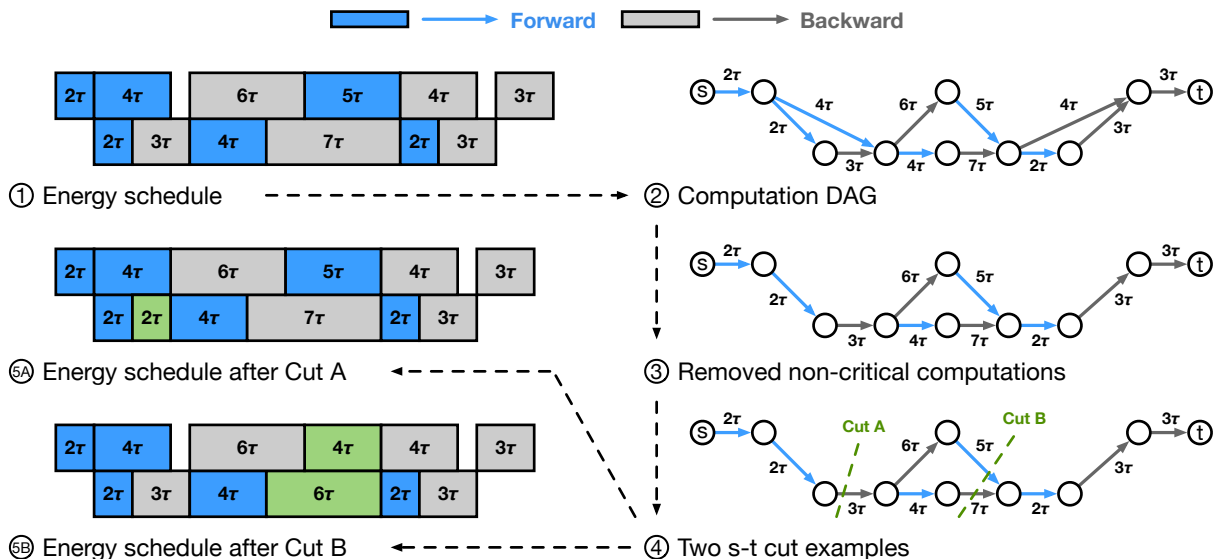 Forward Backward
2τ 4τ 6τ 5τ 4τ 3τ
2τ 3τ 4τ 7τ 2τ 3τ
① Energy schedule
s 2τ 4τ 2τ 3τ 6τ 4τ 5τ 7τ 4τ 2τ 3τ 3τ t
② Computation DAG
2τ 4τ 6τ 5τ 4τ 3τ
2τ 2τ 4τ 7τ 2τ 3τ
5A Energy schedule after Cut A
s 2τ 2τ 3τ 6τ 4τ 5τ 7τ 2τ 3τ 3τ t
③ Removed non-critical computations
2τ 4τ 6τ 4τ 4τ 3τ
2τ 3τ 4τ 6τ 2τ 3τ
5B Energy schedule after Cut B
s 2τ 2τ Cut A 3τ 6τ 4τ 5τ Cut B 7τ 2τ 3τ 3τ t
④ Two s-t cut examples